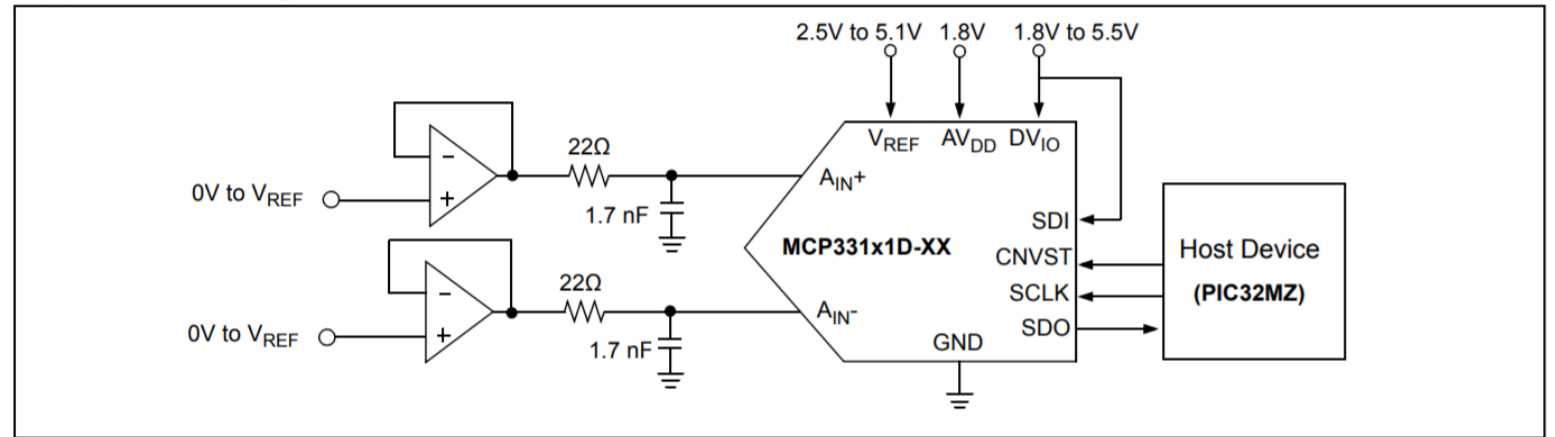 2.5V to 5.1V 1.8V 1.8V to 5.5V
VREF AVDD DVIO
22Ω
AIN+
0V to VREF
-
+
1.7 nF
SDI
MCP331x1D-XX
CNVST
Host Device
22Ω
SCLK
(PIC32MZ)
-
AIN-
SDO
0V to VREF
+
1.7 nF
GND